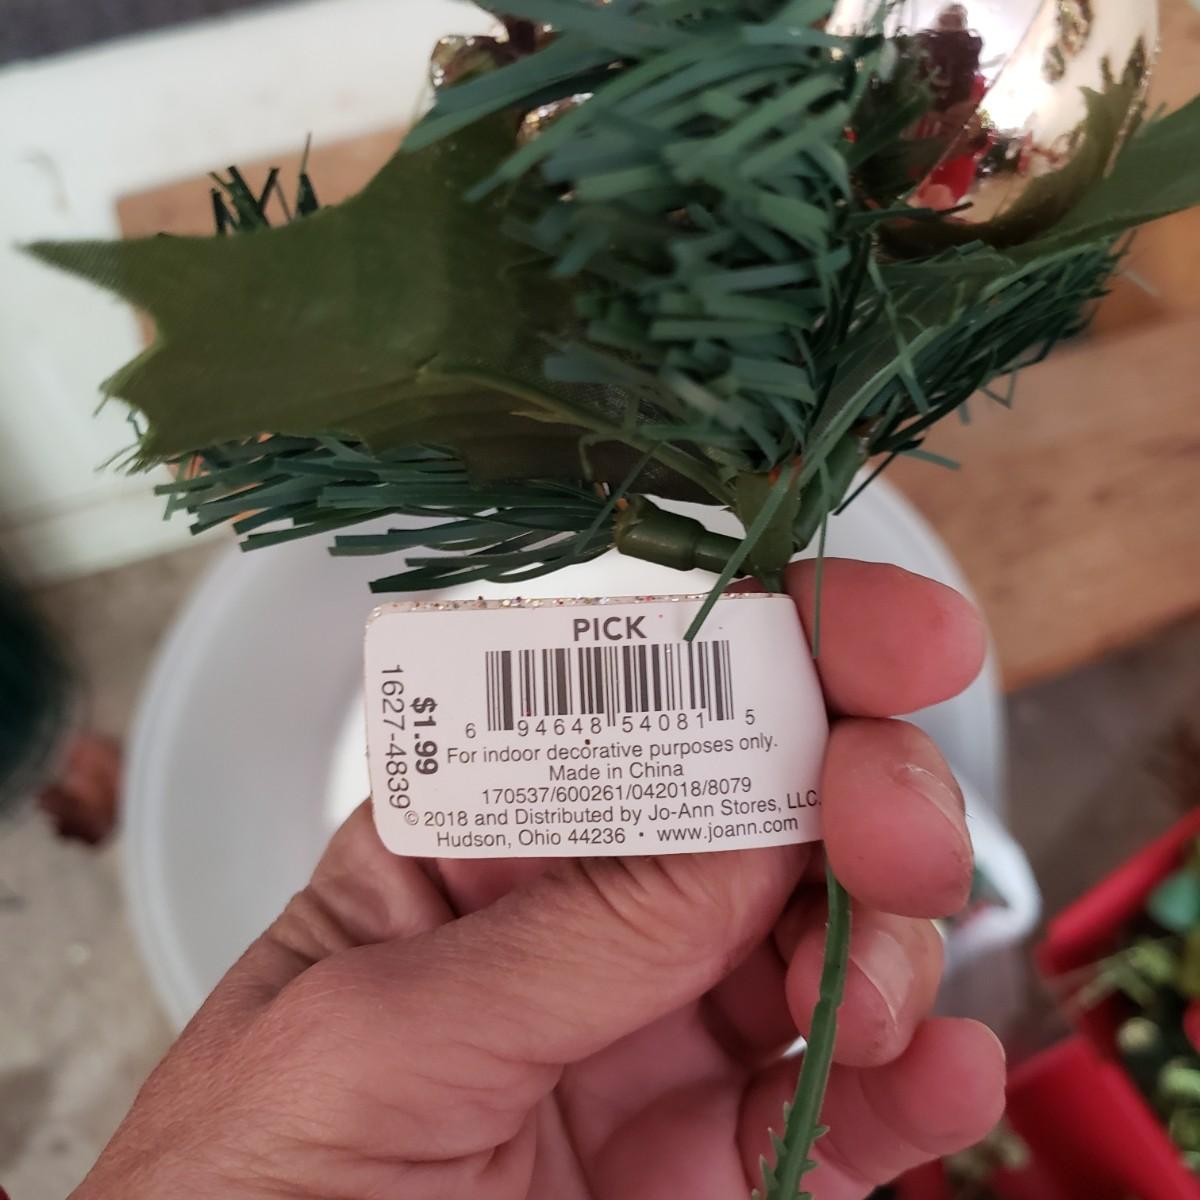 PICK
6 94648 54081 5
$1.99
1627-4839
For indoor decorative purposes only.
Made in China
170537/600261/042018/8079
© 2018 and Distributed by Jo-Ann Stores, LLC.
Hudson, Ohio 44236 · www.joann.com